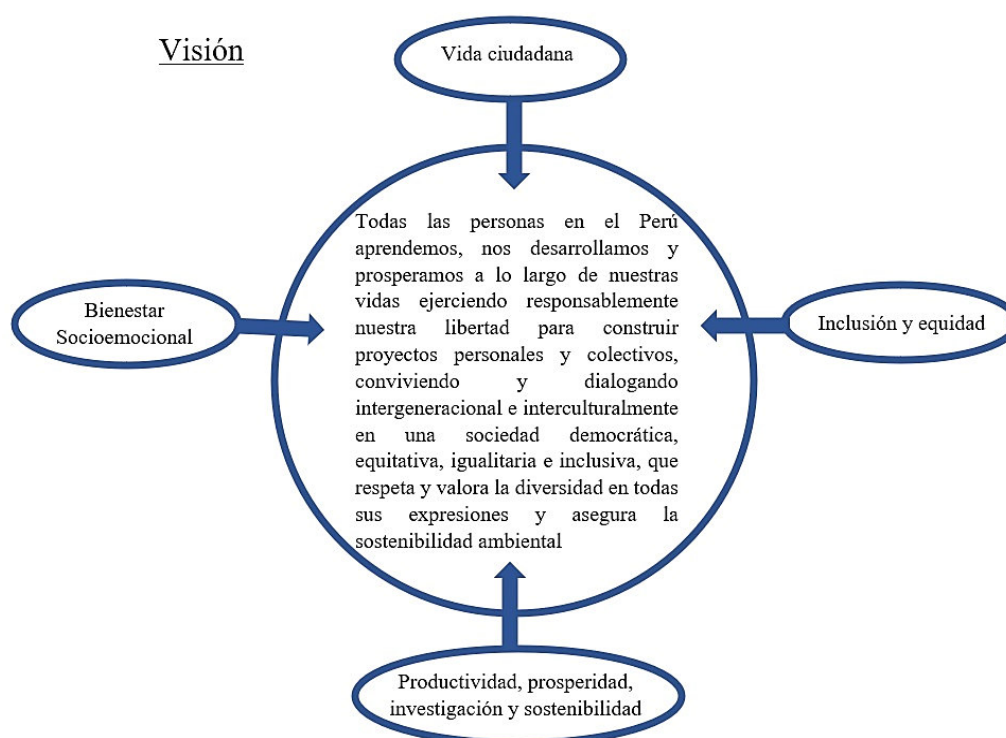 Visión
Vida ciudadana
Todas las personas en el Perú
aprendemos, nos desarrollamos y
prosperamos a lo largo de nuestras
vidas ejerciendo responsablemente
nuestra libertad para construir
proyectos personales y colectivos,
conviviendo y dialogando
intergeneracional e interculturalmente
en una sociedad democrática,
equitativa, igualitaria e inclusiva, que
respeta y valora la diversidad en todas
sus expresiones y asegura la
sostenibilidad ambiental
Bienestar
Socioemocional
Inclusión y equidad
Productividad, prosperidad,
investigación y sostenibilidad